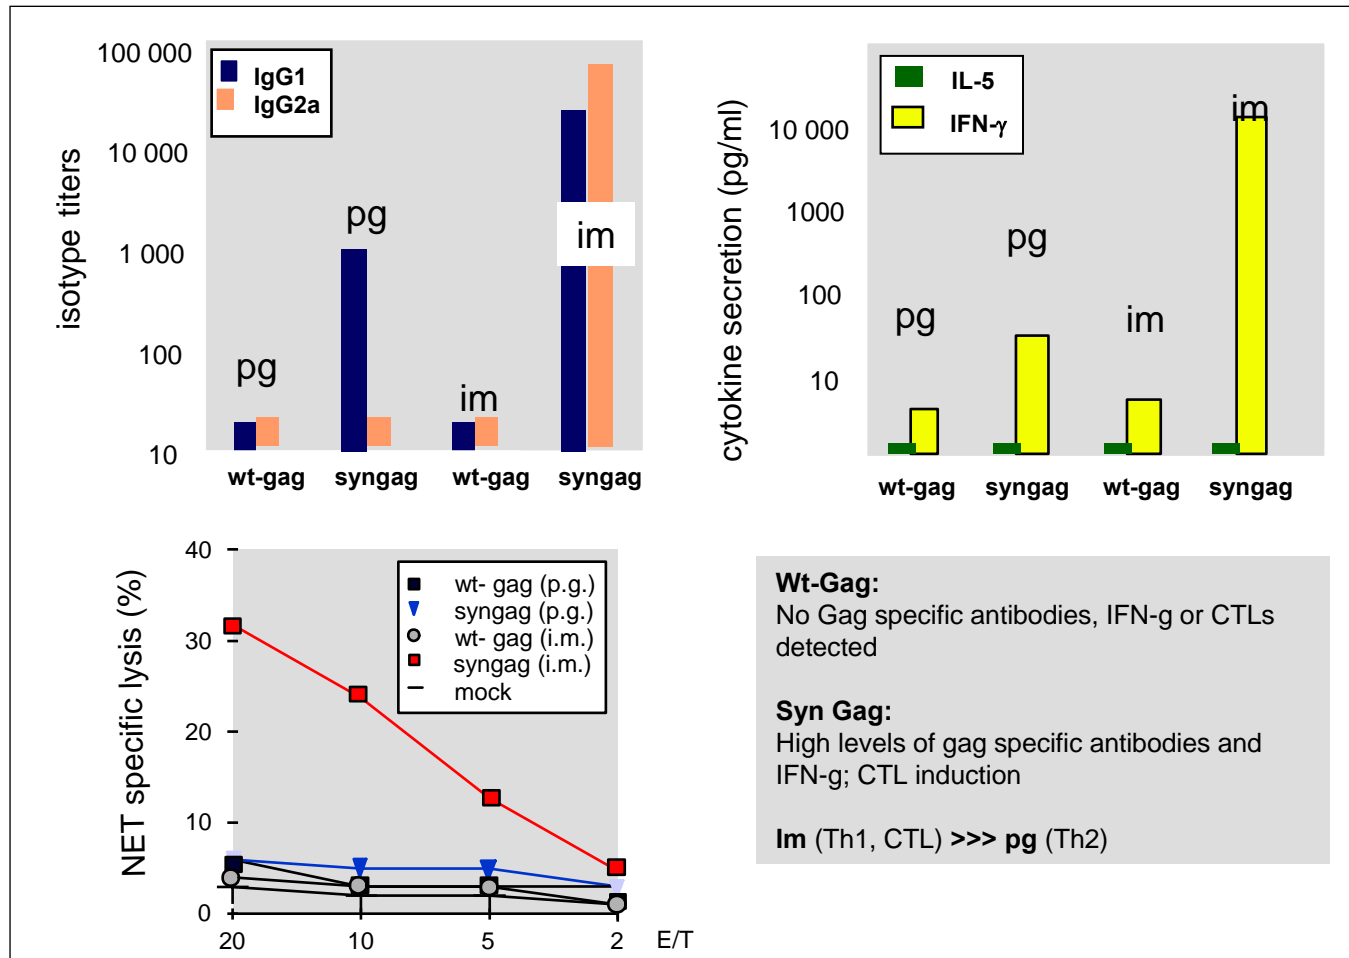 100 000
10 000
1 000
100
10
isotype titers
IgG1
IgG2a
pg
pg
im
im
wt-gag
syngag
wt-gag
syngag
10 000
1000
100
10
cytokine secretion (pg/ml)
IL-5
IFN-γ
pg
pg
im
im
wt-gag
syngag
wt-gag
syngag
40
30
20
10
0
NET specific lysis (%)
wt- gag (p.g.)
syngag (p.g.)
wt- gag (i.m.)
syngag (i.m.)
mock
20
10
5
2
E/T
Wt-Gag:
No Gag specific antibodies, IFN-g or CTLs
detected
Syn Gag:
High levels of gag specific antibodies and
IFN-g; CTL induction
Im (Th1, CTL) >>> pg (Th2)